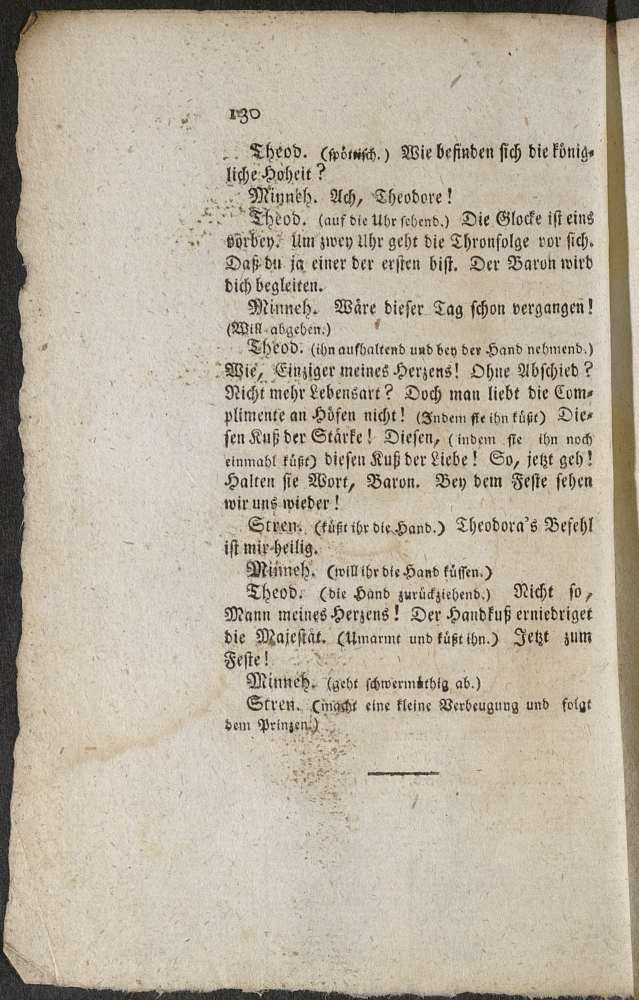 130
Theod. (spöttisch.) Wie befinden sich die könig-
liche Hoheit?
Minneh. Ach, Theodore!
Theod. (auf die Uhr sehend.) Die Glocke ist eins
vorbey. Um zwey Uhr geht die Thronfolge vor sich.
Daß du ja einer der ersten bist. Der Baron wird
dich begleiten.
Minneh. Wäre dieser Tag schon vergangen!
(Will abgehen.)
Theod. (ihn aufhaltend und bey der Hand nehmend.)
Wie, Einziger meines Herzens! Ohne Abschied?
Nicht mehr Lebensart? Doch man liebt die Com-
plimente an Höfen nicht! (Indem sie ihn küßt) Die-
sen Kuß der Stärke! Diesen, (indem sie ihn noch
einmahl küßt) diesen Kuß der Liebe! So, jetzt geh!
Halten sie Wort, Baron. Bey dem Feste sehen
wir uns wieder!
Stren. (küßt ihr die Hand.) Theodora's Befehl
ist mir heilig.
Minneh. (will ihr die Hand küssen.)
Theod. (die Hand zurückziehend.) Nicht so,
Mann meines Herzens! Der Handkuß erniedriget
die Majestät. (Umarmt und küßt ihn.) Jetzt zum
Feste!
Minneh. (geht schwermüthig ab.)
Stren. (macht eine kleine Verbeugung und folgt
dem Prinzen.)